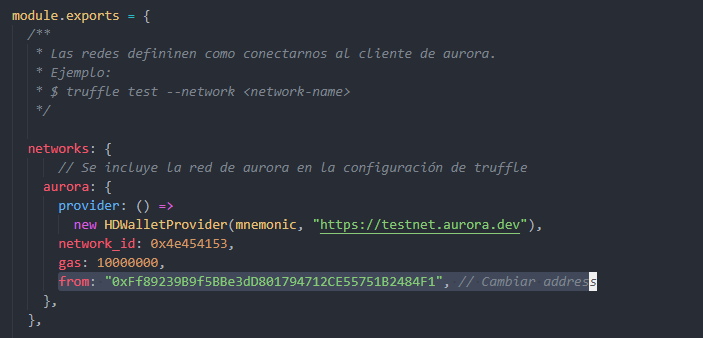 module.exports = {
/**
* Las redes defininen como conectarnos al cliente de aurora.
* Ejemplo:
* $ truffle test --network <network-name>
*/
networks: {
// Se incluye la red de aurora en la configuración de truffle
aurora: {
provider: () =>
new HDWalletProvider(mnemonic, "https://testnet.aurora.dev"),
network_id: 0x4e454153,
gas: 10000000,
from: "0xFf89239B9f5BBe3dD801794712CE55751B2484F1", // Cambiar address
},
},